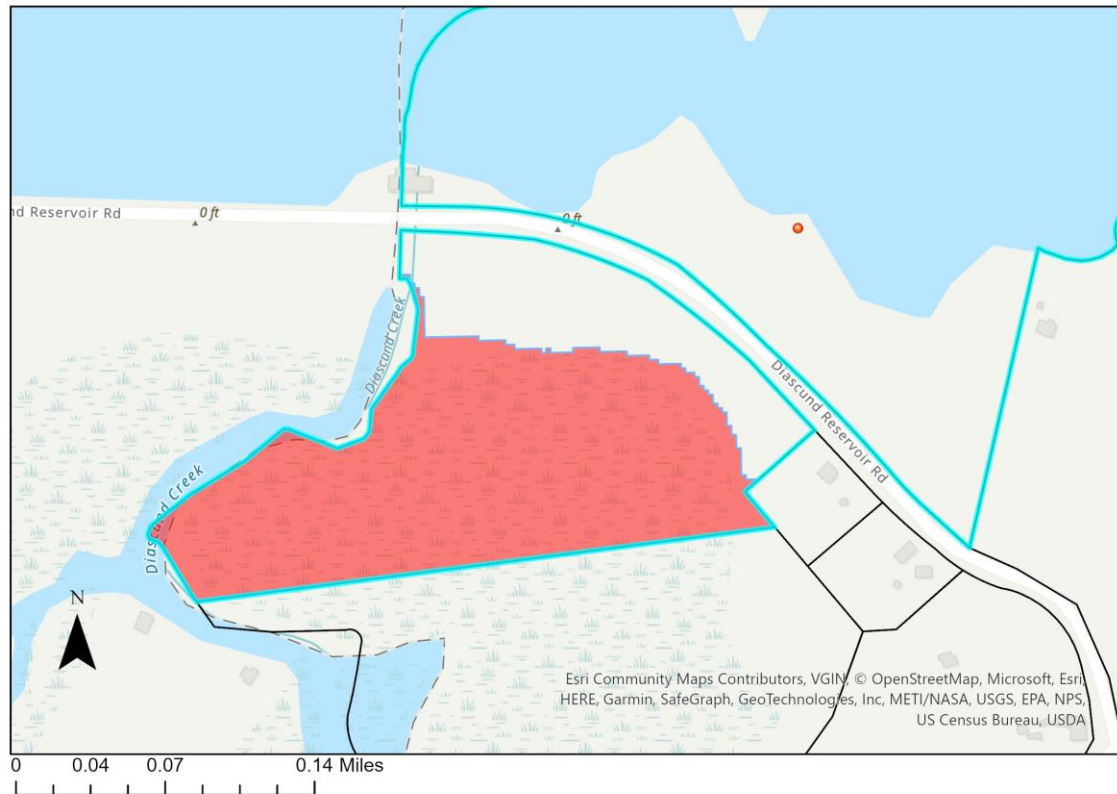 nd Reservoir Rd
0 ft
0 ft
Diascund Creek
Diascund Reservoir Rd
Diascund Creek
N
Esri Community Maps Contributors, VGIN, © OpenStreetMap, Microsoft, Esri,
HERE, Garmin, SafeGraph, GeoTechnologies, Inc, METI/NASA, USGS, EPA, NPS,
US Census Bureau, USDA
0 0.04 0.07 0.14 Miles